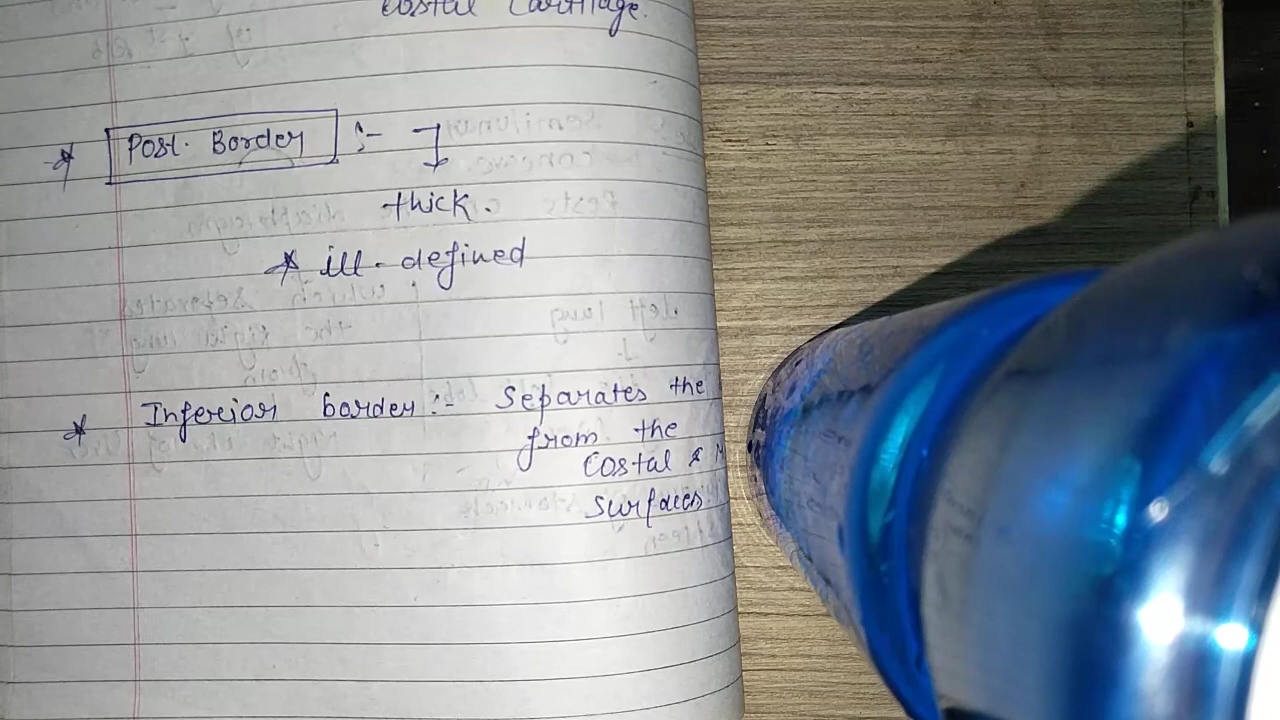 costal cartilage.
* Post. Border :-
thick.
* ill-defined
* Inferior border :- Separates the
from the
costal & M
surfaces.